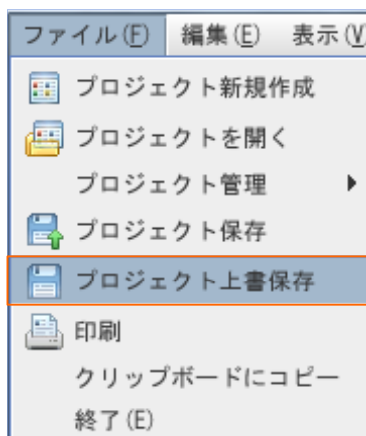 ファイル(F) 編集(E) 表示(V
プロジェクト新規作成
プロジェクトを開く
プロジェクト管理
プロジェクト保存
プロジェクト上書保存
印刷
クリップボードにコピー
終了(E)